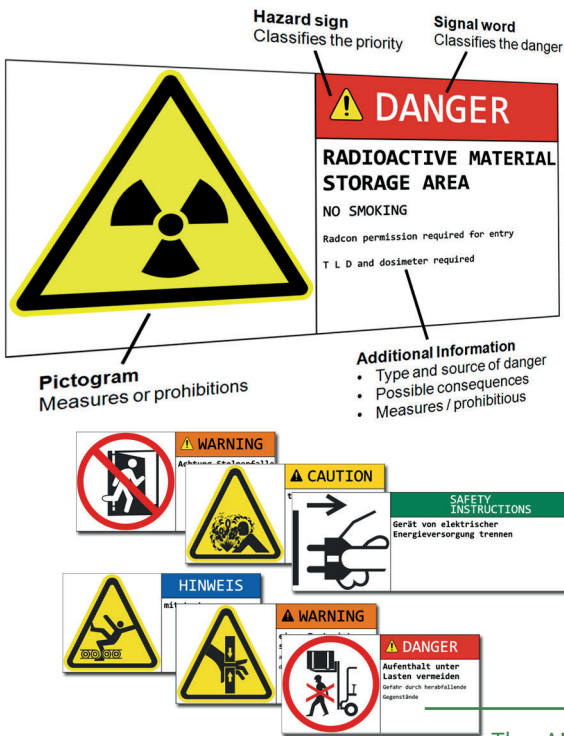 Hazard sign
Classifies the priority
Signal word
Classifies the danger
DANGER
RADIOACTIVE MATERIAL
STORAGE AREA
NO SMOKING
Radcon permission required for entry
T L D and dosimeter required
Pictogram
Measures or prohibitions
Additional Information
• Type and source of danger
• Possible consequences
• Measures / prohibitious
WARNING
CAUTION
SAFETY
INSTRUCTIONS
Gerät von elektrischer
Energieversorgung trennen
HINWEIS
WARNING
DANGER
Aufenthalt unter
Lasten vermeiden
Gefahr durch herabfallende
Gegenstände